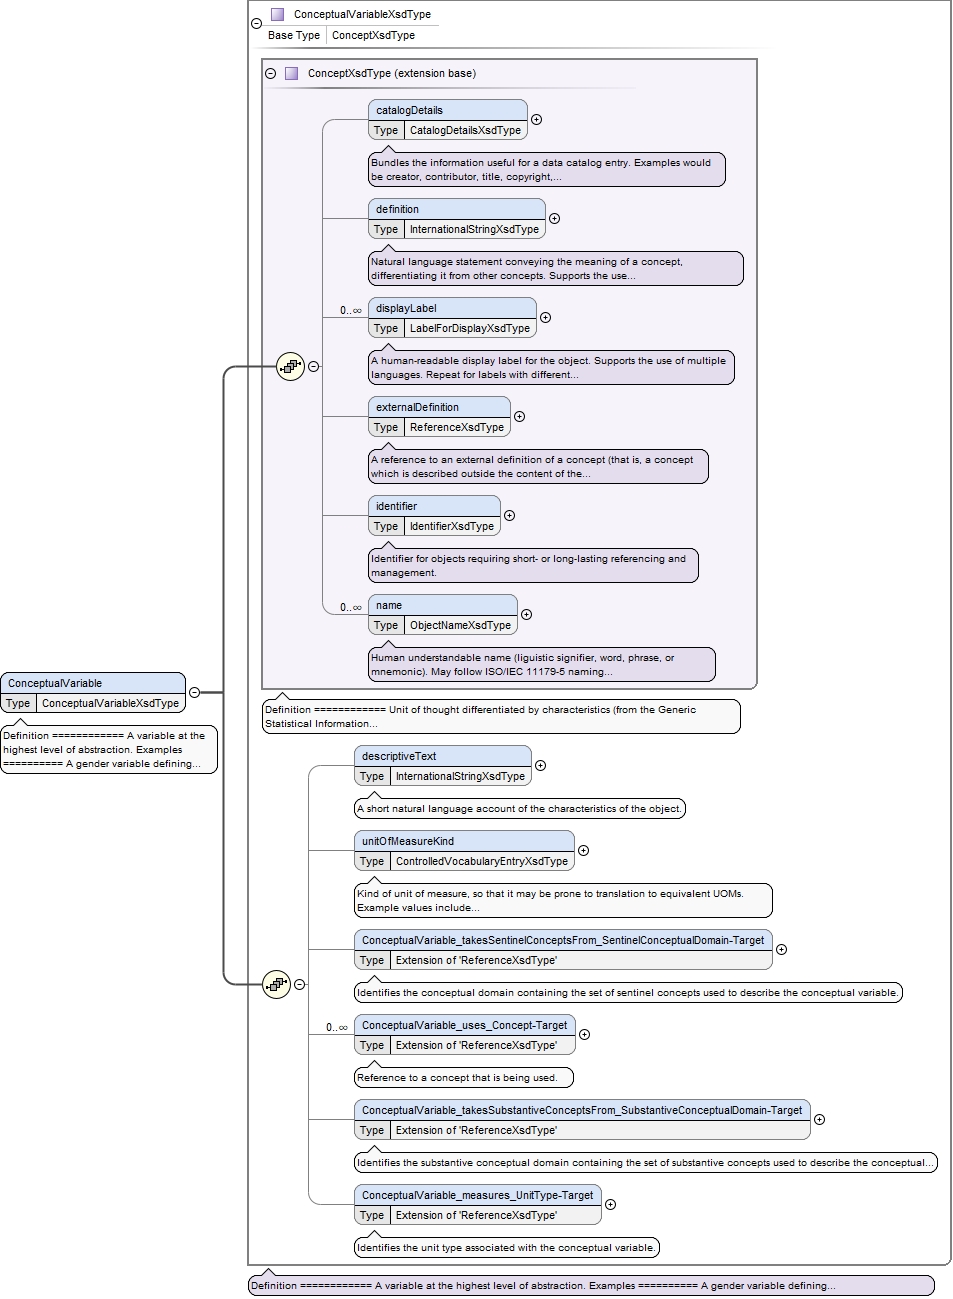 ConceptualVariableXsdType
Base Type ConceptXsdType
ConceptXsdType (extension base)
catalogDetails
Type CatalogDetailsXsdType
Bundles the information useful for a data catalog entry. Examples would
be creator, contributor, title, copyright,...
definition
Type InternationalStringXsdType
Natural language statement conveying the meaning of a concept,
differentiating it from other concepts. Supports the use...
0..∞
displayLabel
Type LabelForDisplayXsdType
A human-readable display label for the object. Supports the use of multiple
languages. Repeat for labels with different...
externalDefinition
Type ReferenceXsdType
A reference to an external definition of a concept (that is, a concept
which is described outside the content of the...
identifier
Type IdentifierXsdType
Identifier for objects requiring short- or long-lasting referencing and
management.
0..∞
name
Type ObjectNameXsdType
Human understandable name (liguistic signifier, word, phrase, or
mnemonic). May follow ISO/IEC 11179-5 naming...
ConceptualVariable
Type ConceptualVariableXsdType
Definition ============ A variable at the
highest level of abstraction. Examples
========== A gender variable defining...
Definition ============ Unit of thought differentiated by characteristics (from the Generic
Statistical Information...
descriptiveText
Type InternationalStringXsdType
A short natural language account of the characteristics of the object.
unitOfMeasureKind
Type ControlledVocabularyEntryXsdType
Kind of unit of measure, so that it may be prone to translation to equivalent UOMs.
Example values include...
ConceptualVariable_takesSentinelConceptsFrom_SentinelConceptualDomain-Target
Type Extension of 'ReferenceXsdType'
Identifies the conceptual domain containing the set of sentinel concepts used to describe the conceptual variable.
0..∞
ConceptualVariable_uses_Concept-Target
Type Extension of 'ReferenceXsdType'
Reference to a concept that is being used.
ConceptualVariable_takesSubstantiveConceptsFrom_SubstantiveConceptualDomain-Target
Type Extension of 'ReferenceXsdType'
Identifies the substantive conceptual domain containing the set of substantive concepts used to describe the conceptual...
ConceptualVariable_measures_UnitType-Target
Type Extension of 'ReferenceXsdType'
Identifies the unit type associated with the conceptual variable.
Definition ============ A variable at the highest level of abstraction. Examples ========== A gender variable defining...